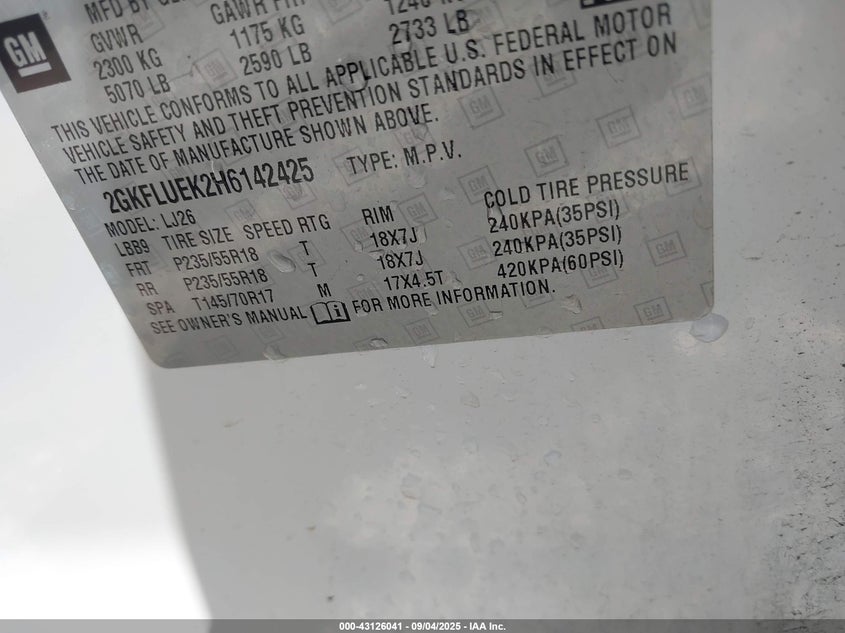 GM
MFD BY
GVWR
2300 KG 1175 KG
5070 LB 2590 LB 2733 LB
THIS VEHICLE CONFORMS TO ALL APPLICABLE U.S. FEDERAL MOTOR
VEHICLE SAFETY AND THEFT PREVENTION STANDARDS IN EFFECT ON
THE DATE OF MANUFACTURE SHOWN ABOVE.
2GKFLUEK2H6142425 TYPE: M.P.V.
MODEL: LJ26
LBB9 TIRE SIZE SPEED RTG RIM COLD TIRE PRESSURE
FRT P235/55R18 T 18X7J 240KPA(35PSI)
RR P235/55R18 T 18X7J 240KPA(35PSI)
SPA T145/70R17 M 17X4.5T 420KPA(60PSI)
SEE OWNER'S MANUAL FOR MORE INFORMATION.
000-43126041 - 09/04/2025 - IAA Inc.